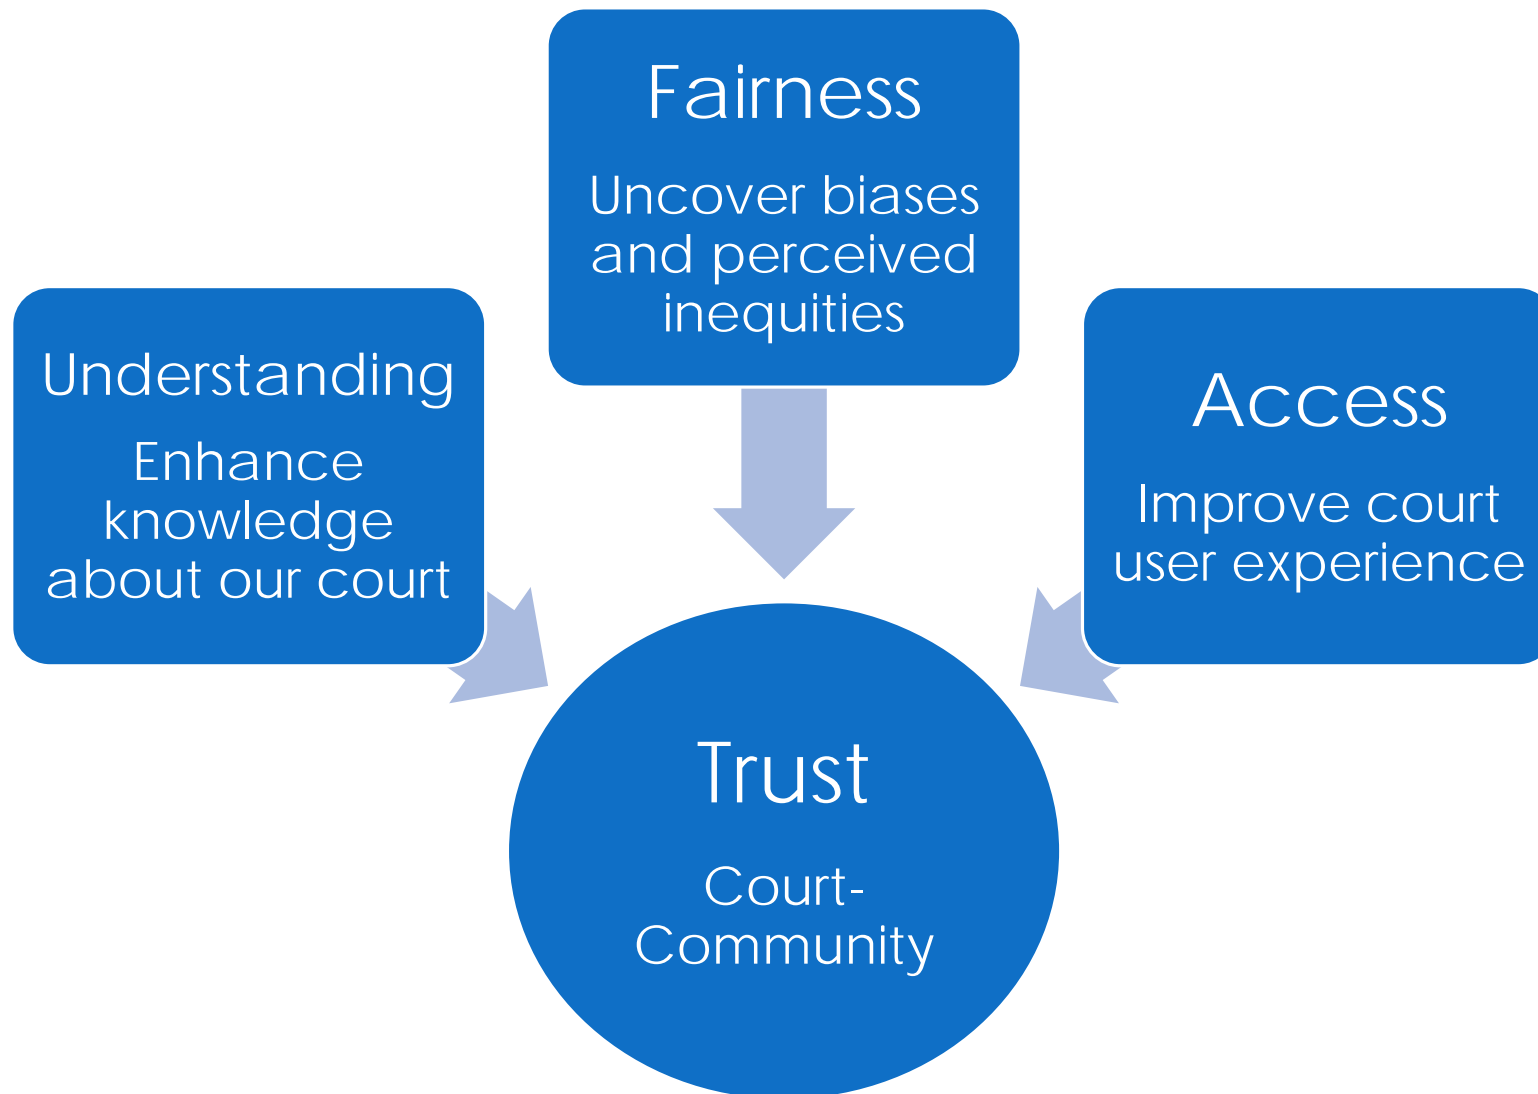 Fairness
Uncover biases
and perceived
inequities
Understanding
Enhance
knowledge
about our court
Access
Improve court
user experience
Trust
Court-
Community